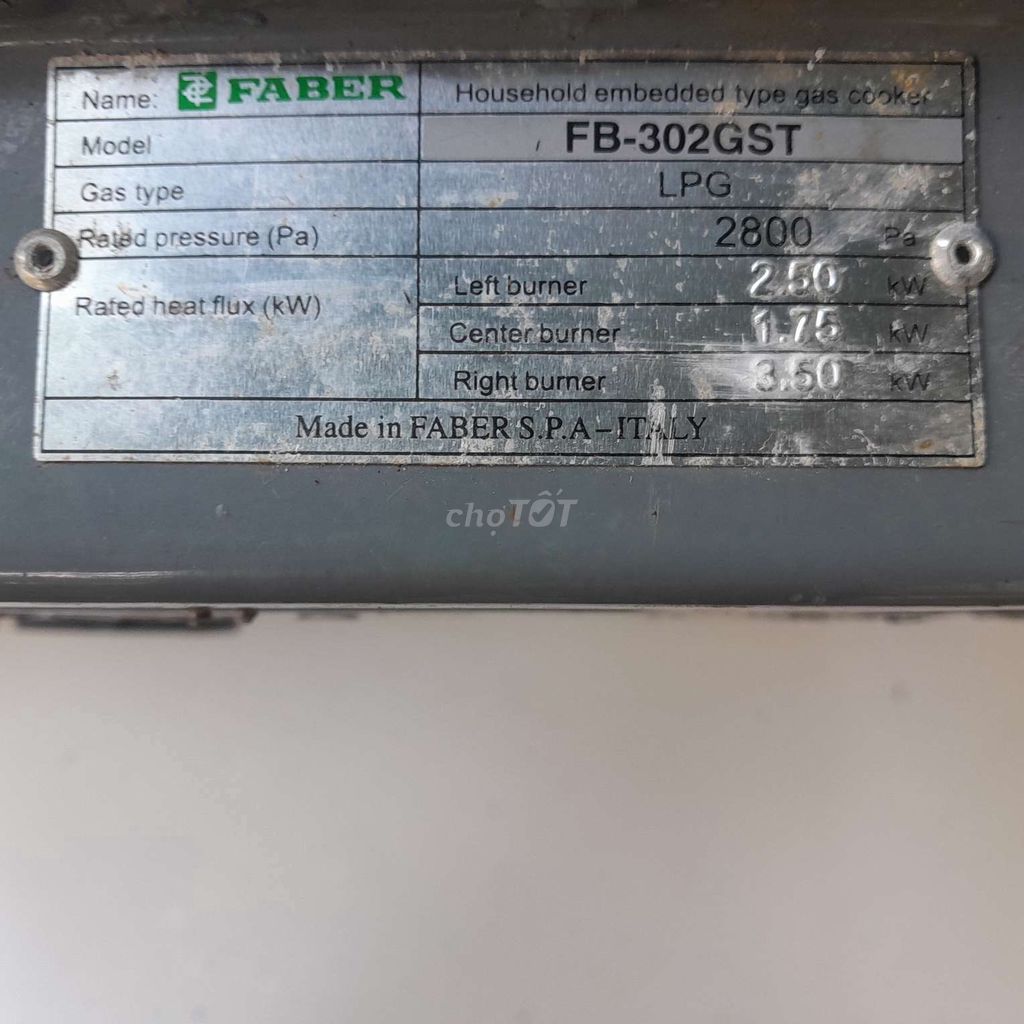 Name: FABER Household embedded type gas cooker
Model FB-302GST
Gas type LPG
Rated pressure (Pa) 2800 Pa
Rated heat flux (kW) Left burner 2.50 kW
Center burner 1.75 kW
Right burner 3.50 kW
Made in FABER S.P.A-ITALY
chợTỐT